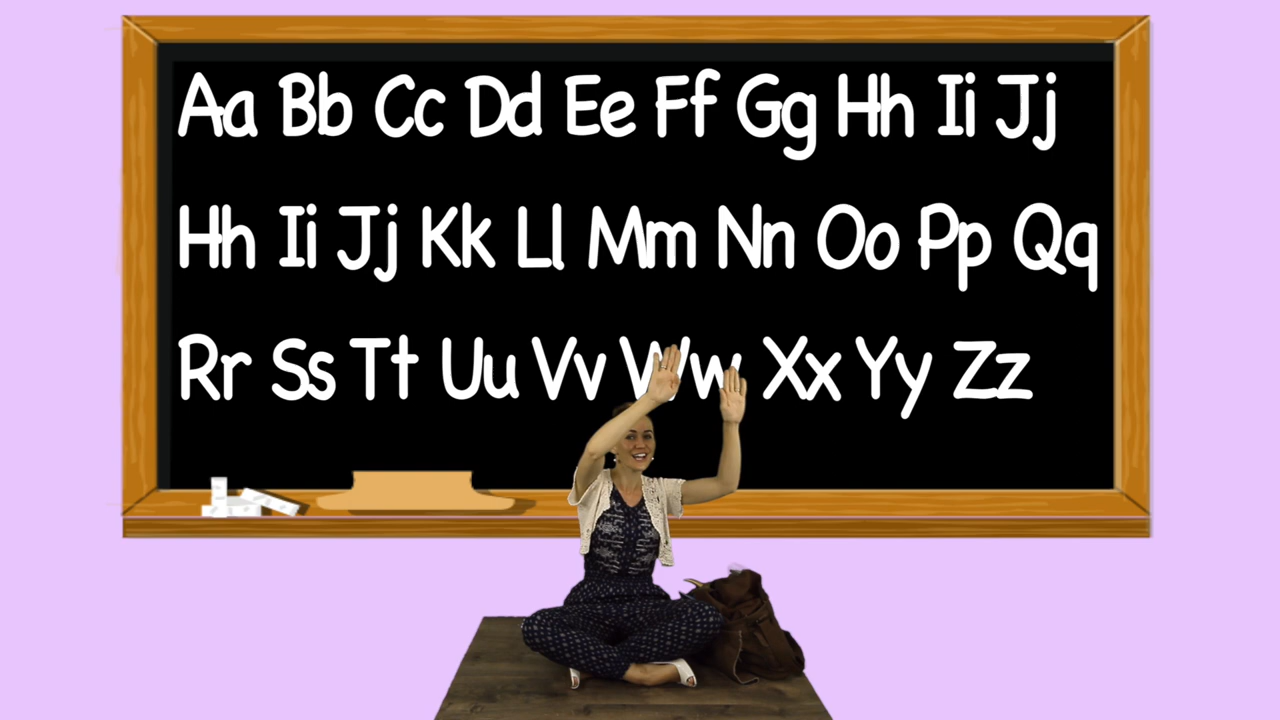 Aa Bb Cc Dd Ee Ff Gg Hh Ii Jj
Hh Ii Jj Kk Ll Mm Nn Oo Pp Qq
Rr Ss Tt Uu Vv Ww Xx Yy Zz